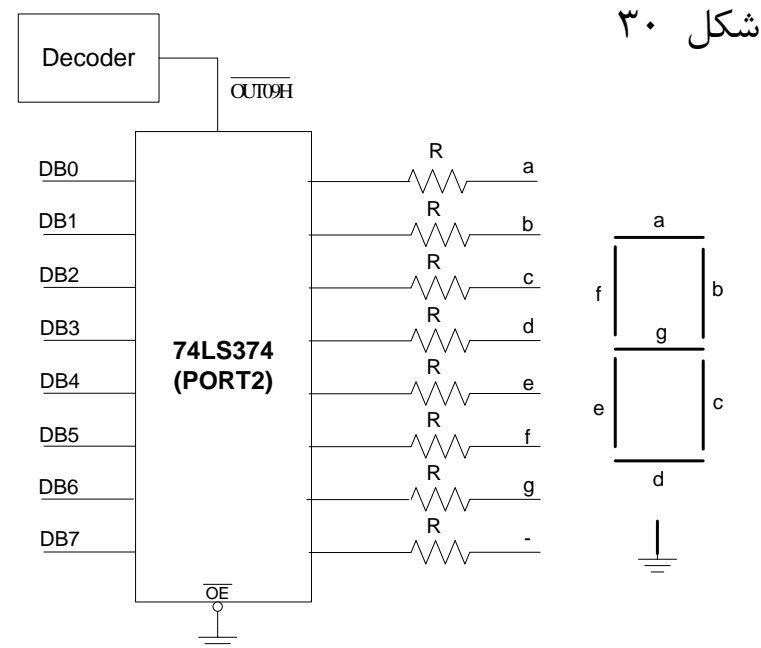 شکل ۳۰
Decoder
OUT09H
DB0
DB1
DB2
DB3
DB4
DB5
DB6
DB7
74LS374
(PORT2)
OE
R
a
R
b
R
c
R
d
R
e
R
f
R
g
R
-
a
f
b
g
e
c
d